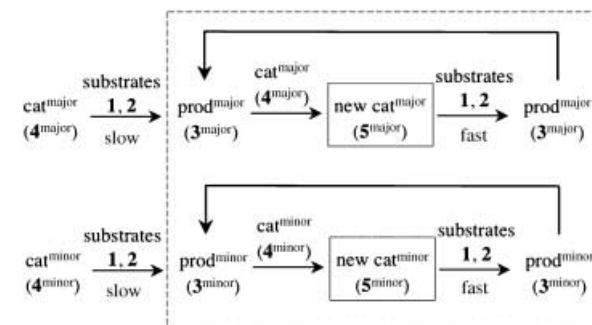 substrates
cat^major 1, 2 prod^major cat^major (4^major) new cat^major substrates 1, 2 prod^major
(4^major) slow (3^major) (5^major) fast (3^major)
substrates
cat^minor 1, 2 prod^minor cat^minor (4^minor) new cat^minor substrates 1, 2 prod^minor
(4^minor) slow (3^minor) (5^minor) fast (3^minor)